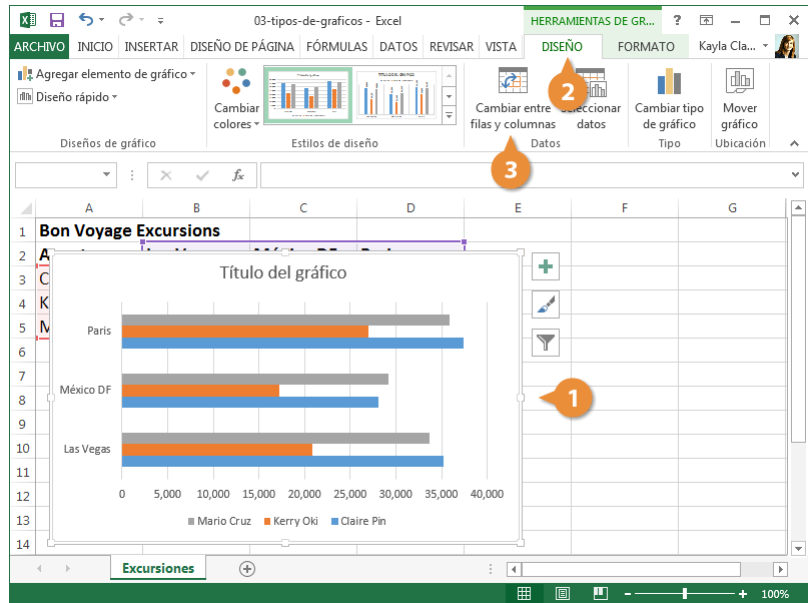 03-tipos-de-graficos - Excel
HERRAMIENTAS DE GR...
?
ARCHIVO INICIO INSERTAR DISEÑO DE PÁGINA FÓRMULAS DATOS REVISAR VISTA DISEÑO FORMATO Kayla Cla...
Agregar elemento de gráfico
Diseño rápido
Diseños de gráfico
Cambiar
colores
Estilos de diseño
Cambiar entre
filas y columnas
datos
Datos
Cambiar tipo
de gráfico
Tipo
Mover
gráfico
Ubicación
2
3
fx
A B C D E F G
1 Bon Voyage Excursions
2
3 C
4 K
5 M
6
7
8
9
10
11
12
13
14
Título del gráfico
Paris
México DF
Las Vegas
0 5,000 10,000 15,000 20,000 25,000 30,000 35,000 40,000
Mario Cruz Kerry Oki Claire Pin
1
Excursiones
100%